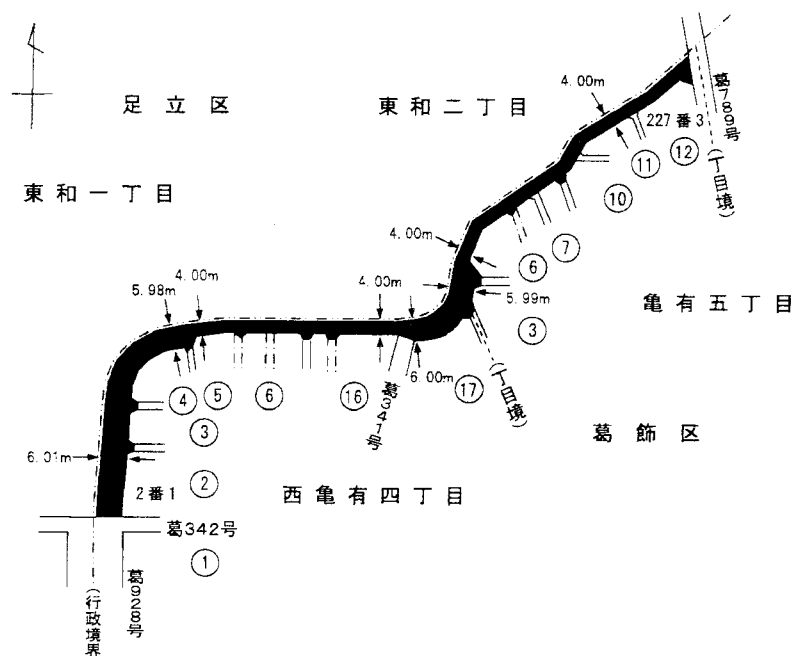 足立区
東和二丁目
東和一丁目
4.00m
227番3
葛789号
(丁目境)
⑪
⑫
⑩
4.00m
⑦
⑥
5.99m
③
亀有五丁目
5.98m
4.00m
4.00m
6.00m
④
⑤
⑥
⑯
葛341号
⑰
(丁目境)
葛飾区
③
6.01m
②
2番1
西亀有四丁目
葛342号
①
葛928号
(行政境界